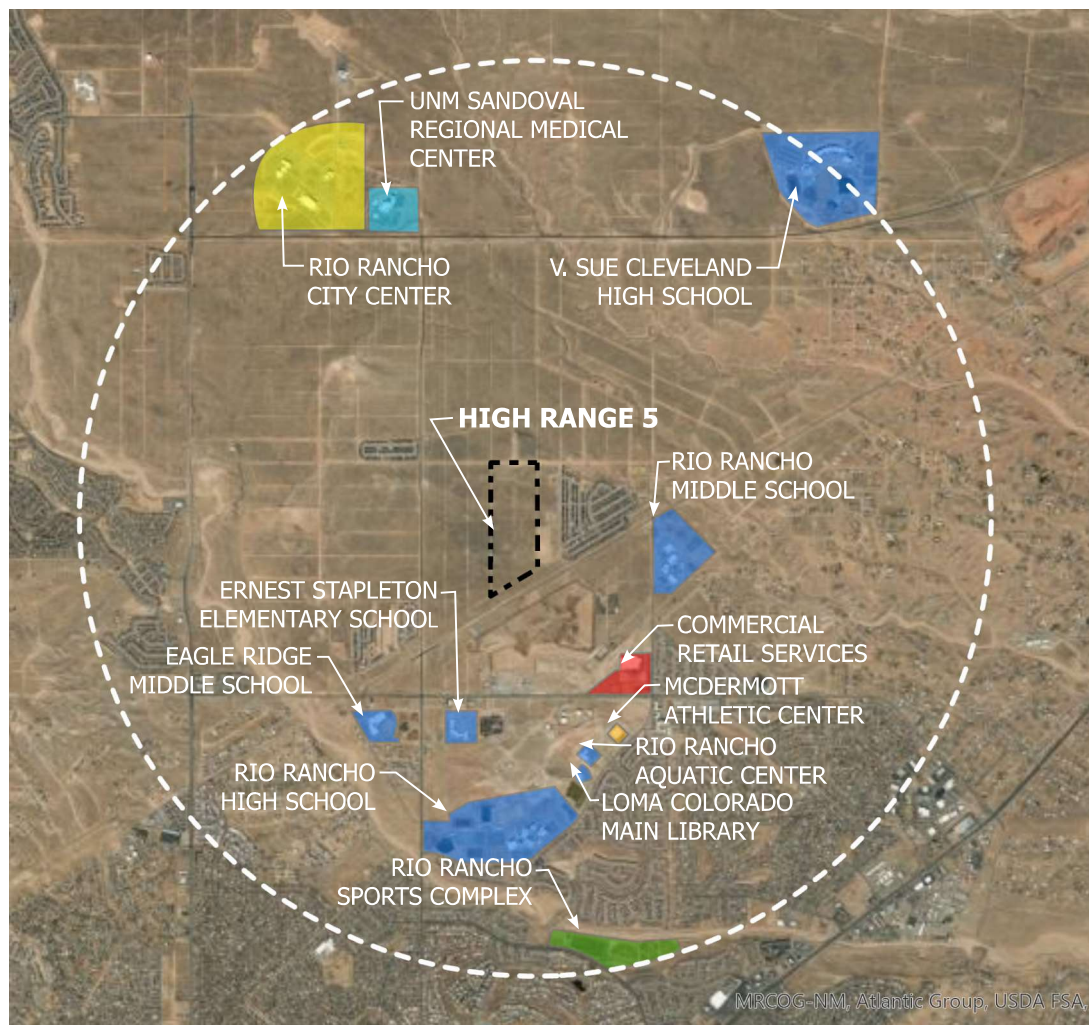 UNM SANDOVAL
REGIONAL MEDICAL
CENTER
RIO RANCHO
CITY CENTER
V. SUE CLEVELAND
HIGH SCHOOL
HIGH RANGE 5
RIO RANCHO
MIDDLE SCHOOL
ERNEST STAPLETON
ELEMENTARY SCHOOL
COMMERCIAL
RETAIL SERVICES
EAGLE RIDGE
MIDDLE SCHOOL
MCDERMOTT
ATHLETIC CENTER
RIO RANCHO
AQUATIC CENTER
RIO RANCHO
HIGH SCHOOL
LOMA COLORADO
MAIN LIBRARY
RIO RANCHO
SPORTS COMPLEX
MRCOG-NM, Atlantic Group, USDA FSA,